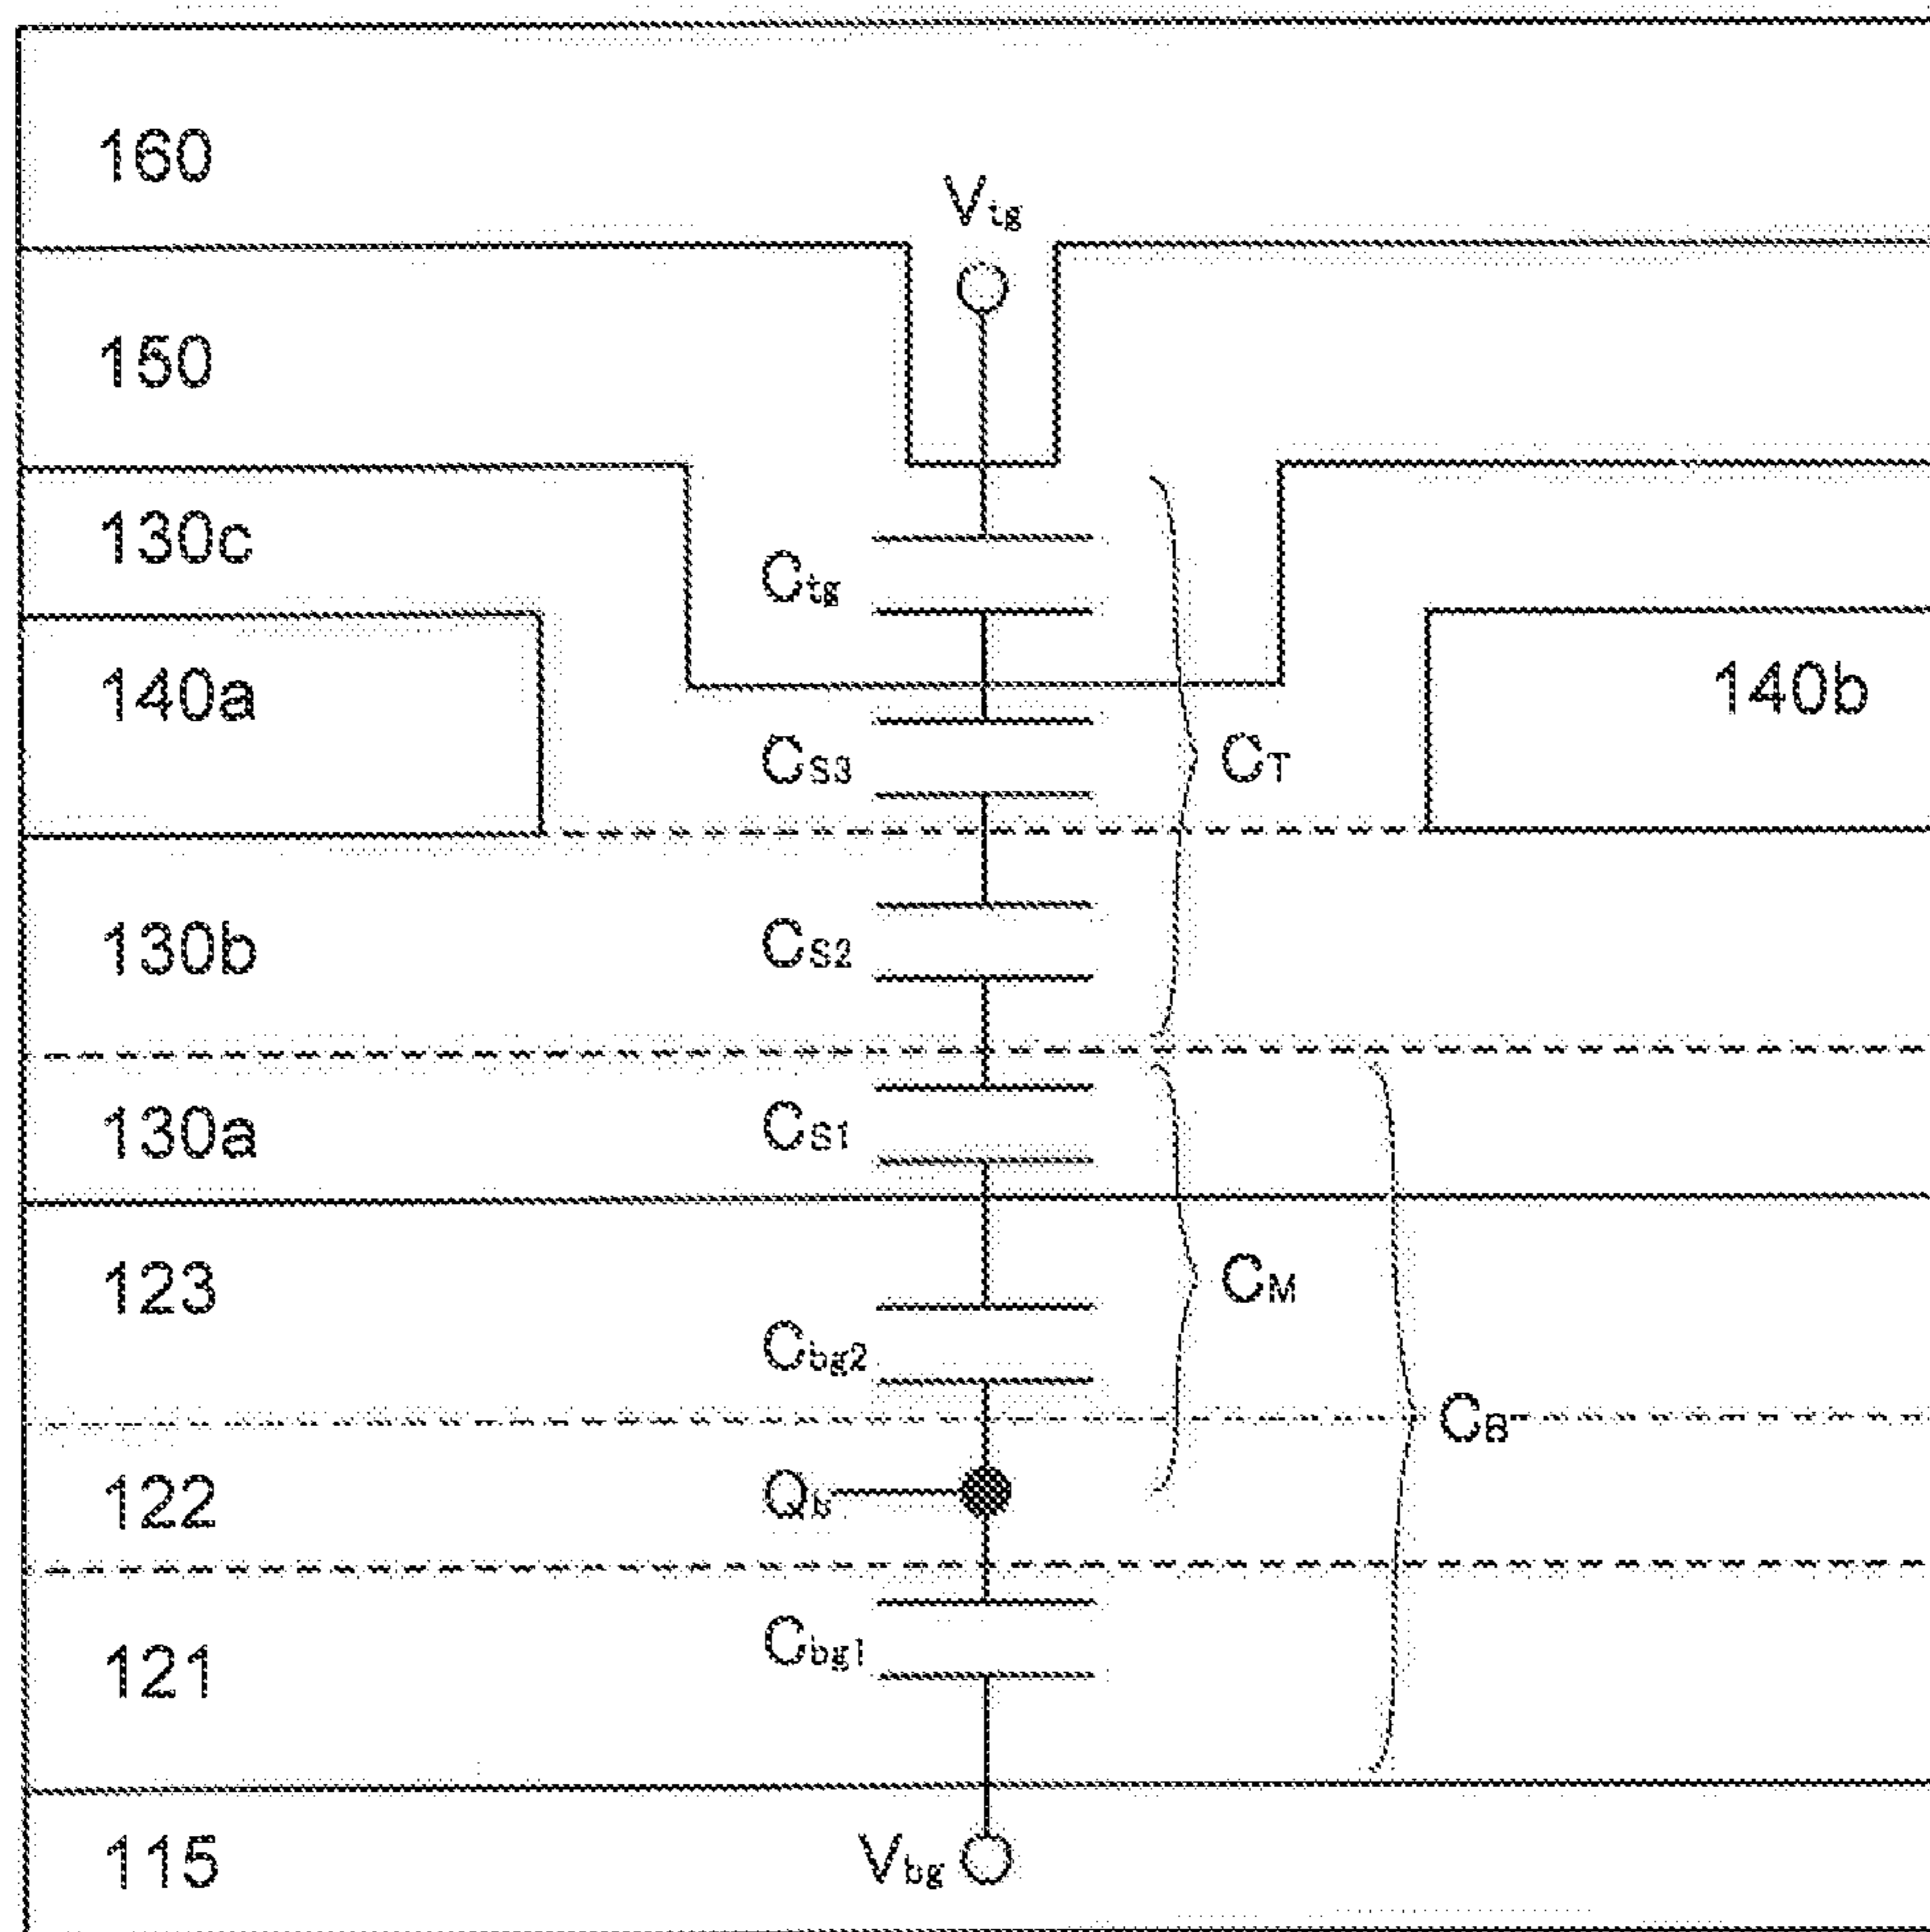 160
Vtg
150
130c
Ctg
140a
140b
CS3
CT
130b
CS2
130a
CS1
123
CM
Cbg2
CB
122
Qb
121
Cbg1
115
Vbg